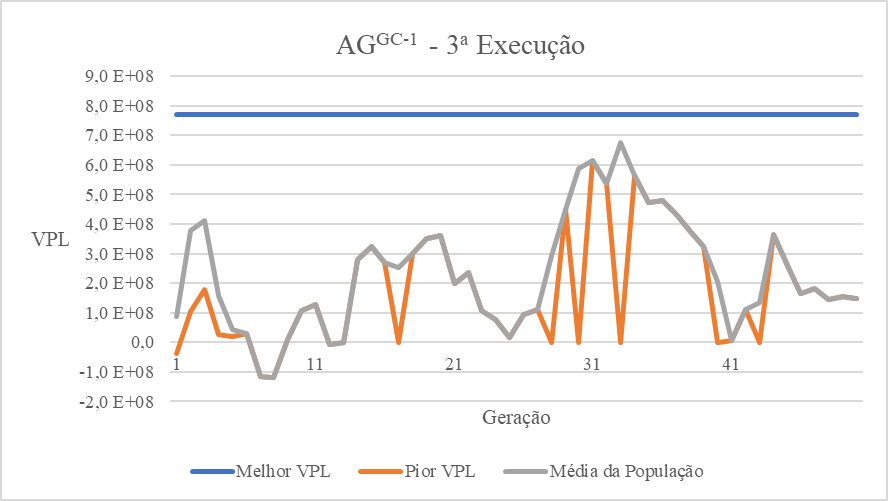 AGGC-1 - 3ª Execução
9,0 E+08
8,0 E+08
7,0 E+08
6,0 E+08
5,0 E+08
4,0 E+08
3,0 E+08
2,0 E+08
1,0 E+08
0,0
-1,0 E+08
-2,0 E+08
VPL
1 11 21 31 41
Geração
Melhor VPL Pior VPL Média da População